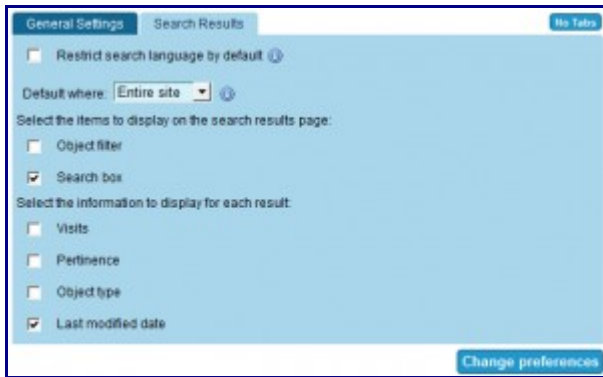 General Settings Search Results No Tabs
Restrict search language by default
Default where: Entire site
Select the items to display on the search results page:
Object filter
Search box
Select the information to display for each result:
Visits
Pertinence
Object type
Last modified date
Change preferences